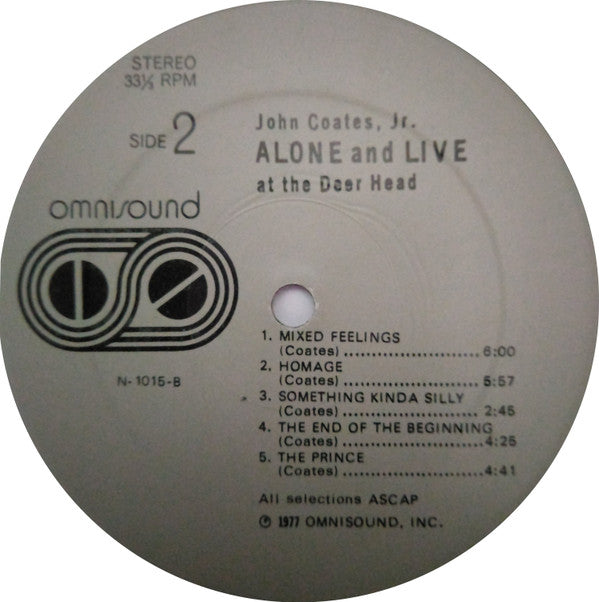 STEREO
33⅓ RPM
SIDE 2
John Coates, Jr.
ALONE and LIVE
at the Deer Head
omnisound
N-1015-B
1. MIXED FEELINGS
(Coates) .......................... 6:00
2. HOMAGE
(Coates) .......................... 5:57
3. SOMETHING KINDA SILLY
(Coates) .......................... 2:45
4. THE END OF THE BEGINNING
(Coates) .......................... 4:25
5. THE PRINCE
(Coates) .......................... 4:41
All selections ASCAP
℗ 1977 OMNISOUND, INC.